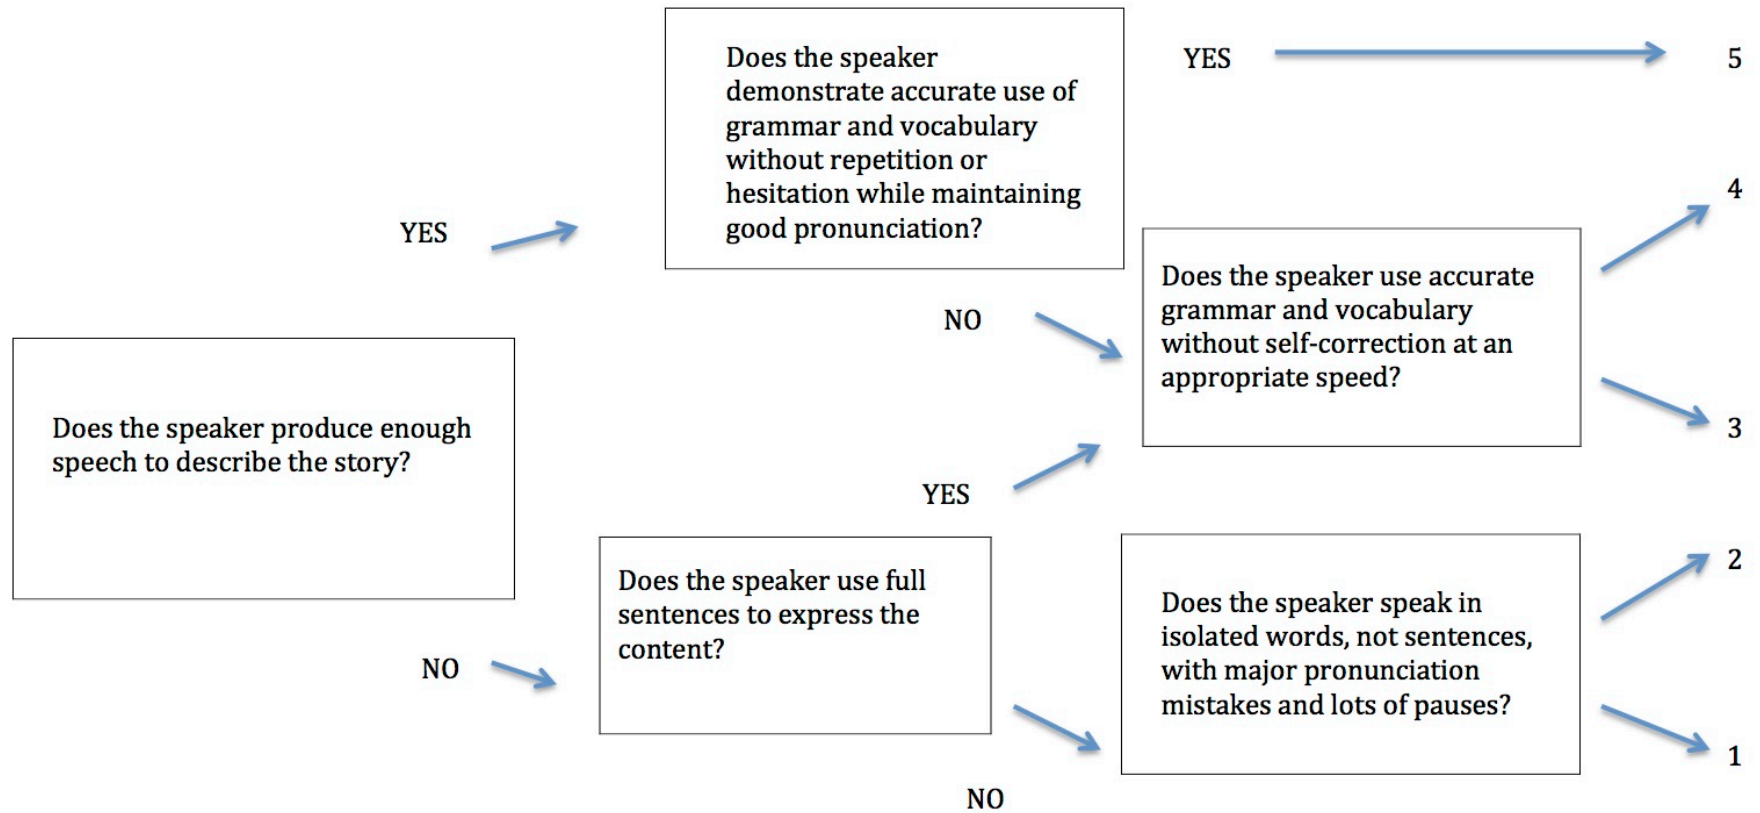 Does the speaker produce enough
speech to describe the story?
YES
Does the speaker
demonstrate accurate use of
grammar and vocabulary
without repetition or
hesitation while maintaining
good pronunciation?
YES
5
NO
Does the speaker use accurate
grammar and vocabulary
without self-correction at an
appropriate speed?
4
3
NO
Does the speaker use full
sentences to express the
content?
YES
NO
Does the speaker speak in
isolated words, not sentences,
with major pronunciation
mistakes and lots of pauses?
2
1